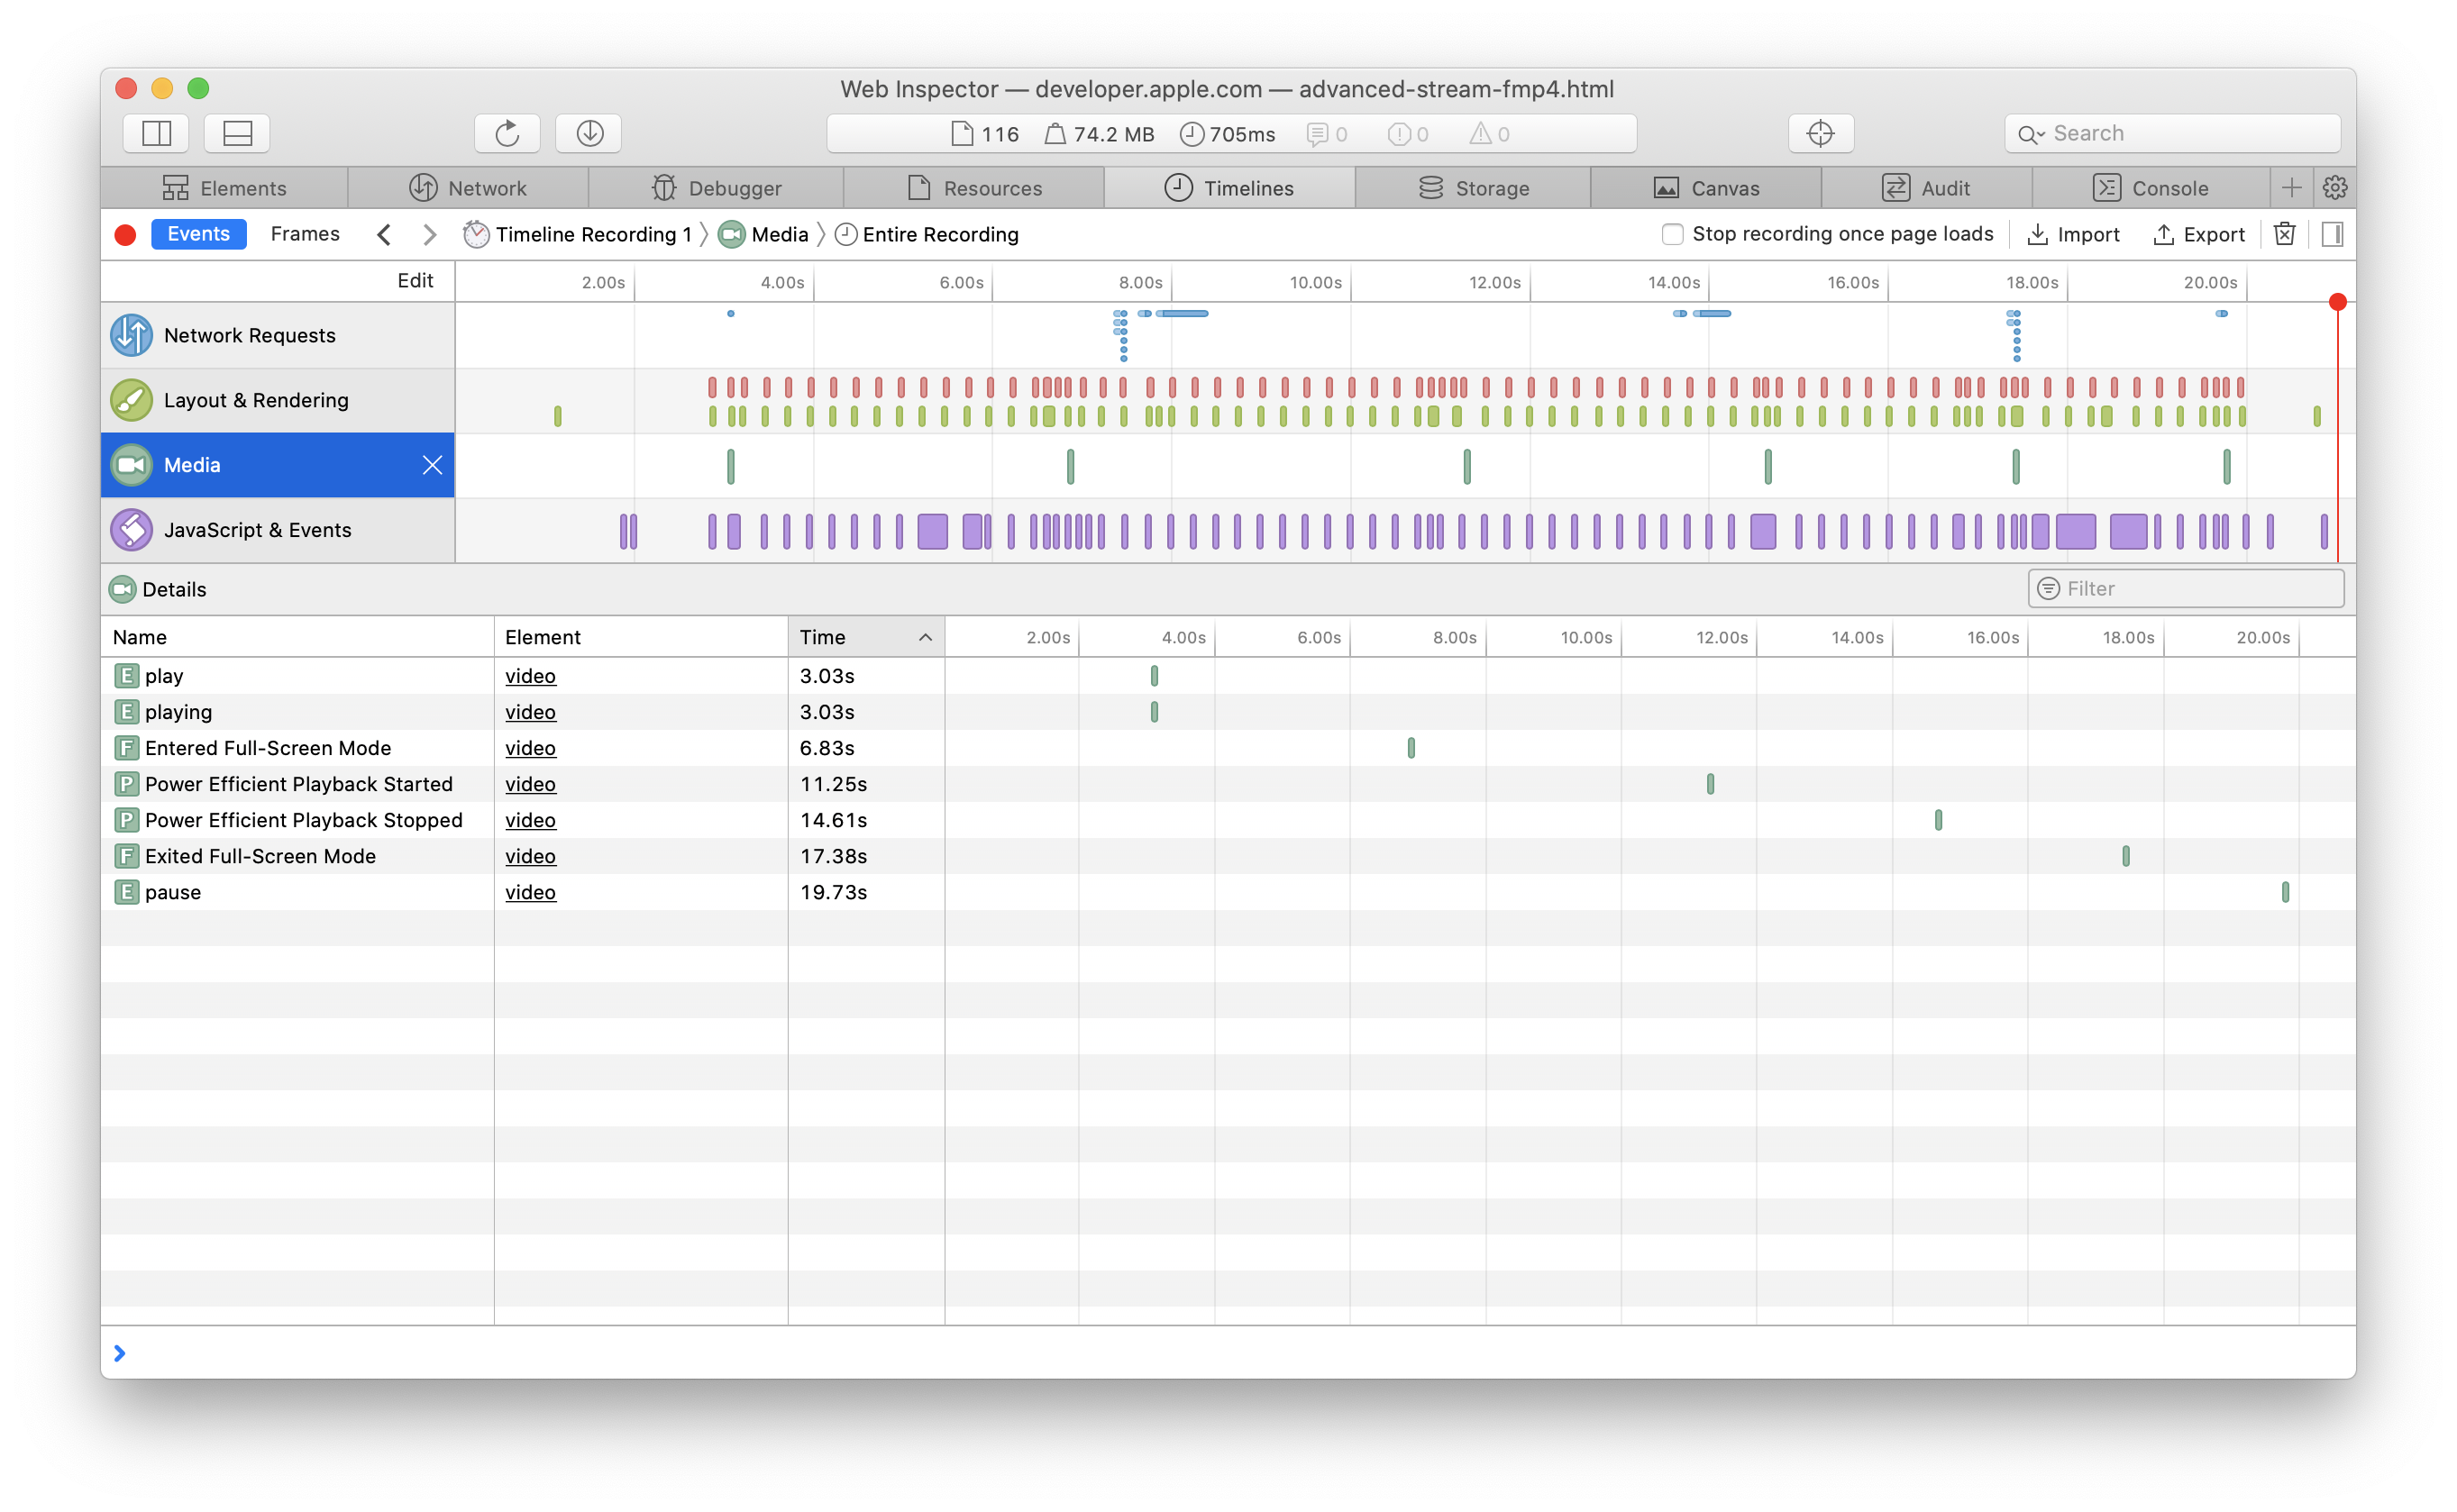 Web Inspector — developer.apple.com — advanced-stream-fmp4.html
116 74.2 MB 705ms 0 0 0 Search
Elements Network Debugger Resources Timelines Storage Canvas Audit Console
Events Frames Timeline Recording 1 Media Entire Recording Stop recording once page loads Import Export
Edit 2.00s 4.00s 6.00s 8.00s 10.00s 12.00s 14.00s 16.00s 18.00s 20.00s
Network Requests
Layout & Rendering
Media
JavaScript & Events
Details Filter
Name Element Time 2.00s 4.00s 6.00s 8.00s 10.00s 12.00s 14.00s 16.00s 18.00s 20.00s
E play video 3.03s
E playing video 3.03s
F Entered Full-Screen Mode video 6.83s
P Power Efficient Playback Started video 11.25s
P Power Efficient Playback Stopped video 14.61s
F Exited Full-Screen Mode video 17.38s
E pause video 19.73s